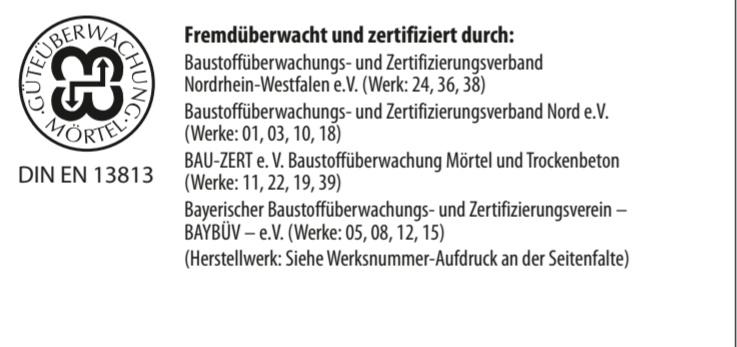 GÜTEÜBERWACHUNG
· MÖRTEL ·
DIN EN 13813
Fremdüberwacht und zertifiziert durch:
Baustoffüberwachungs- und Zertifizierungsverband
Nordrhein-Westfalen e.V. (Werk: 24, 36, 38)
Baustoffüberwachungs- und Zertifizierungsverband Nord e.V.
(Werke: 01, 03, 10, 18)
BAU-ZERT e. V. Baustoffüberwachung Mörtel und Trockenbeton
(Werke: 11, 22, 19, 39)
Bayerischer Baustoffüberwachungs- und Zertifizierungsverein –
BAYBÜV – e.V. (Werke: 05, 08, 12, 15)
(Herstellwerk: Siehe Werksnummer-Aufdruck an der Seitenfalte)